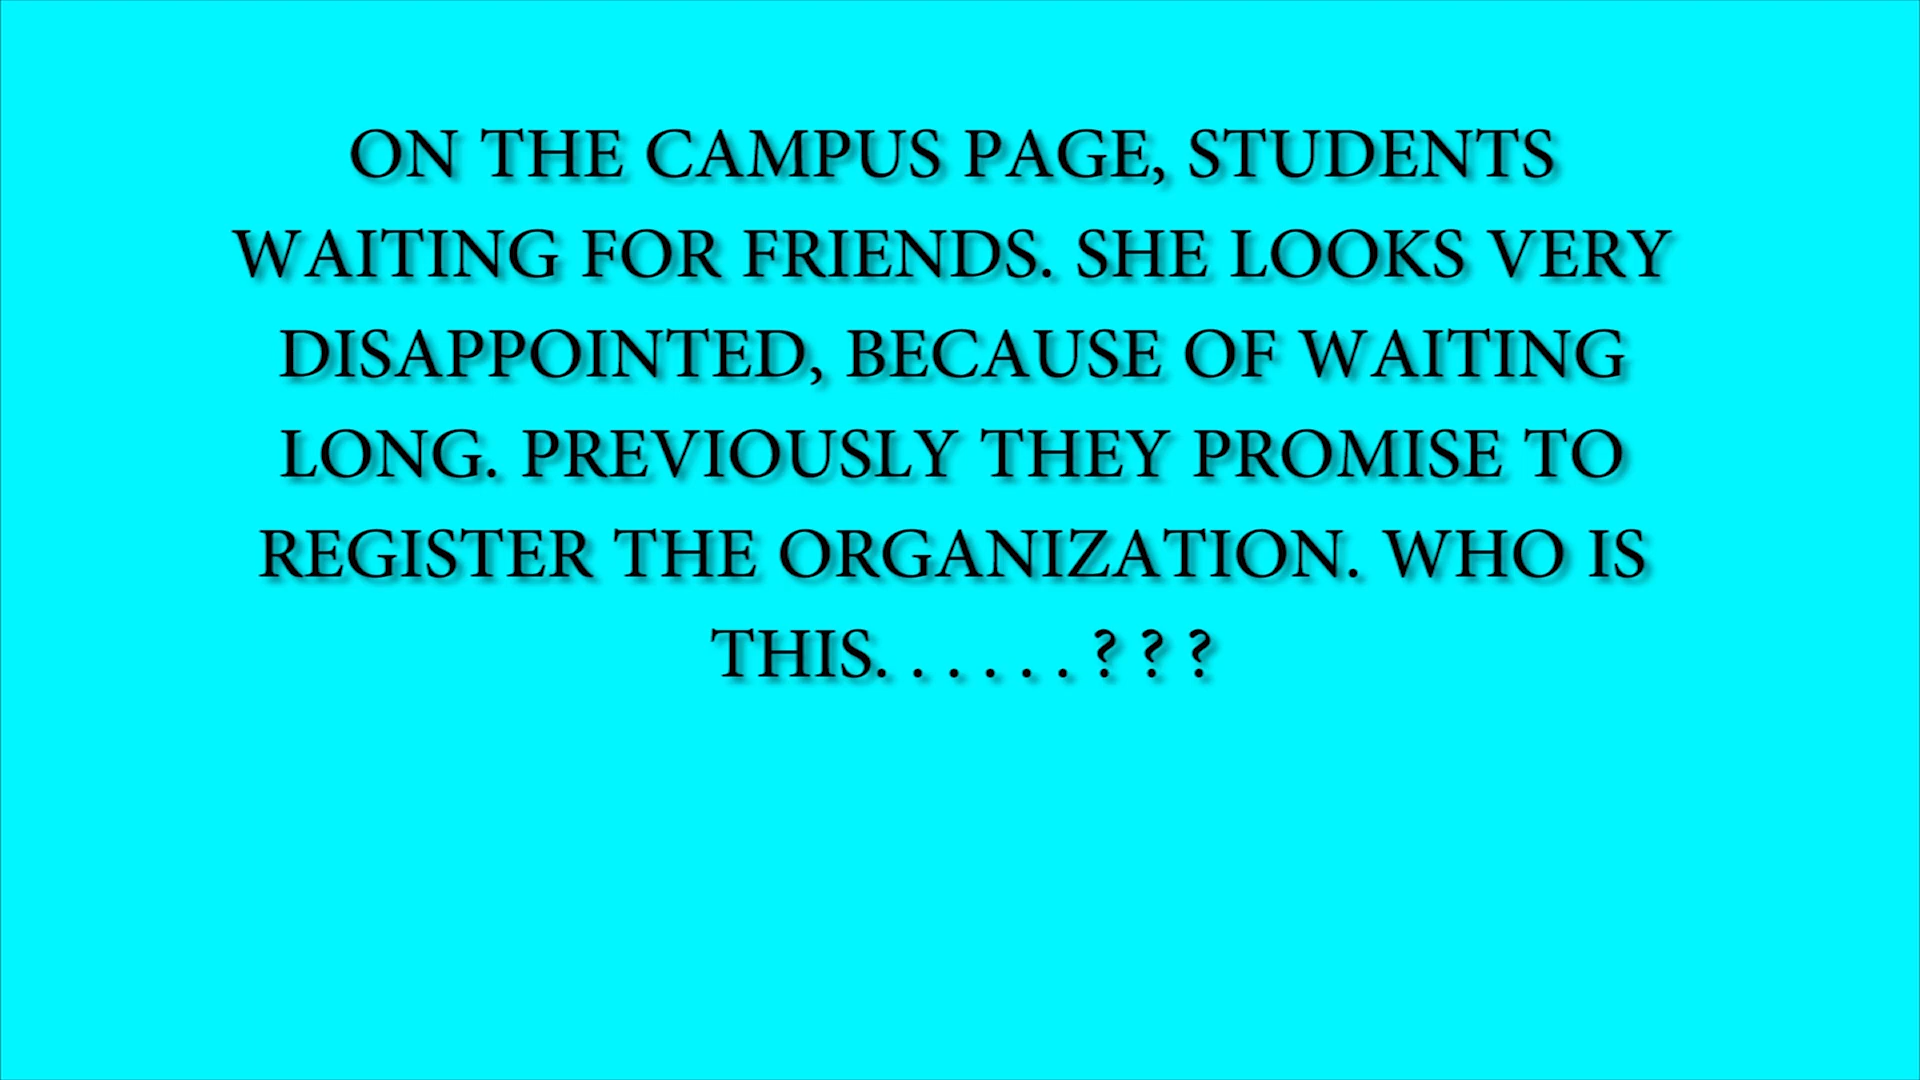 ON THE CAMPUS PAGE, STUDENTS
WAITING FOR FRIENDS. SHE LOOKS VERY
DISAPPOINTED, BECAUSE OF WAITING
LONG. PREVIOUSLY THEY PROMISE TO
REGISTER THE ORGANIZATION. WHO IS
THIS. . . . . . ? ? ?